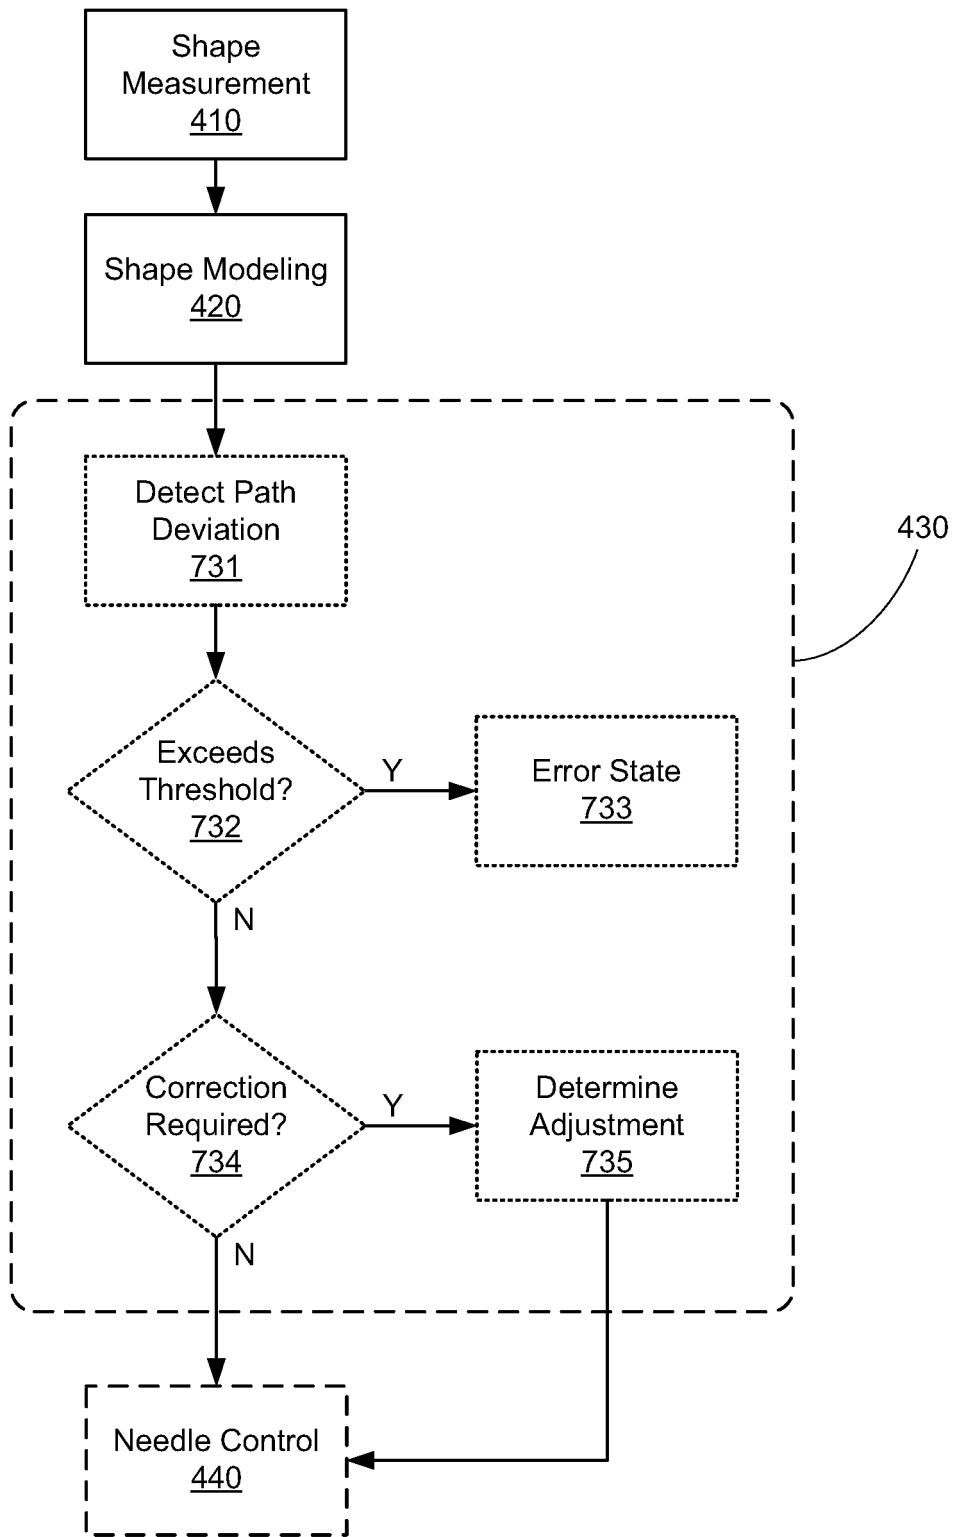 Shape
Measurement
410
Shape Modeling
420
Detect Path
Deviation
731
430
Exceeds
Threshold?
732
Y
Error State
733
N
Correction
Required?
734
Y
Determine
Adjustment
735
N
Needle Control
440